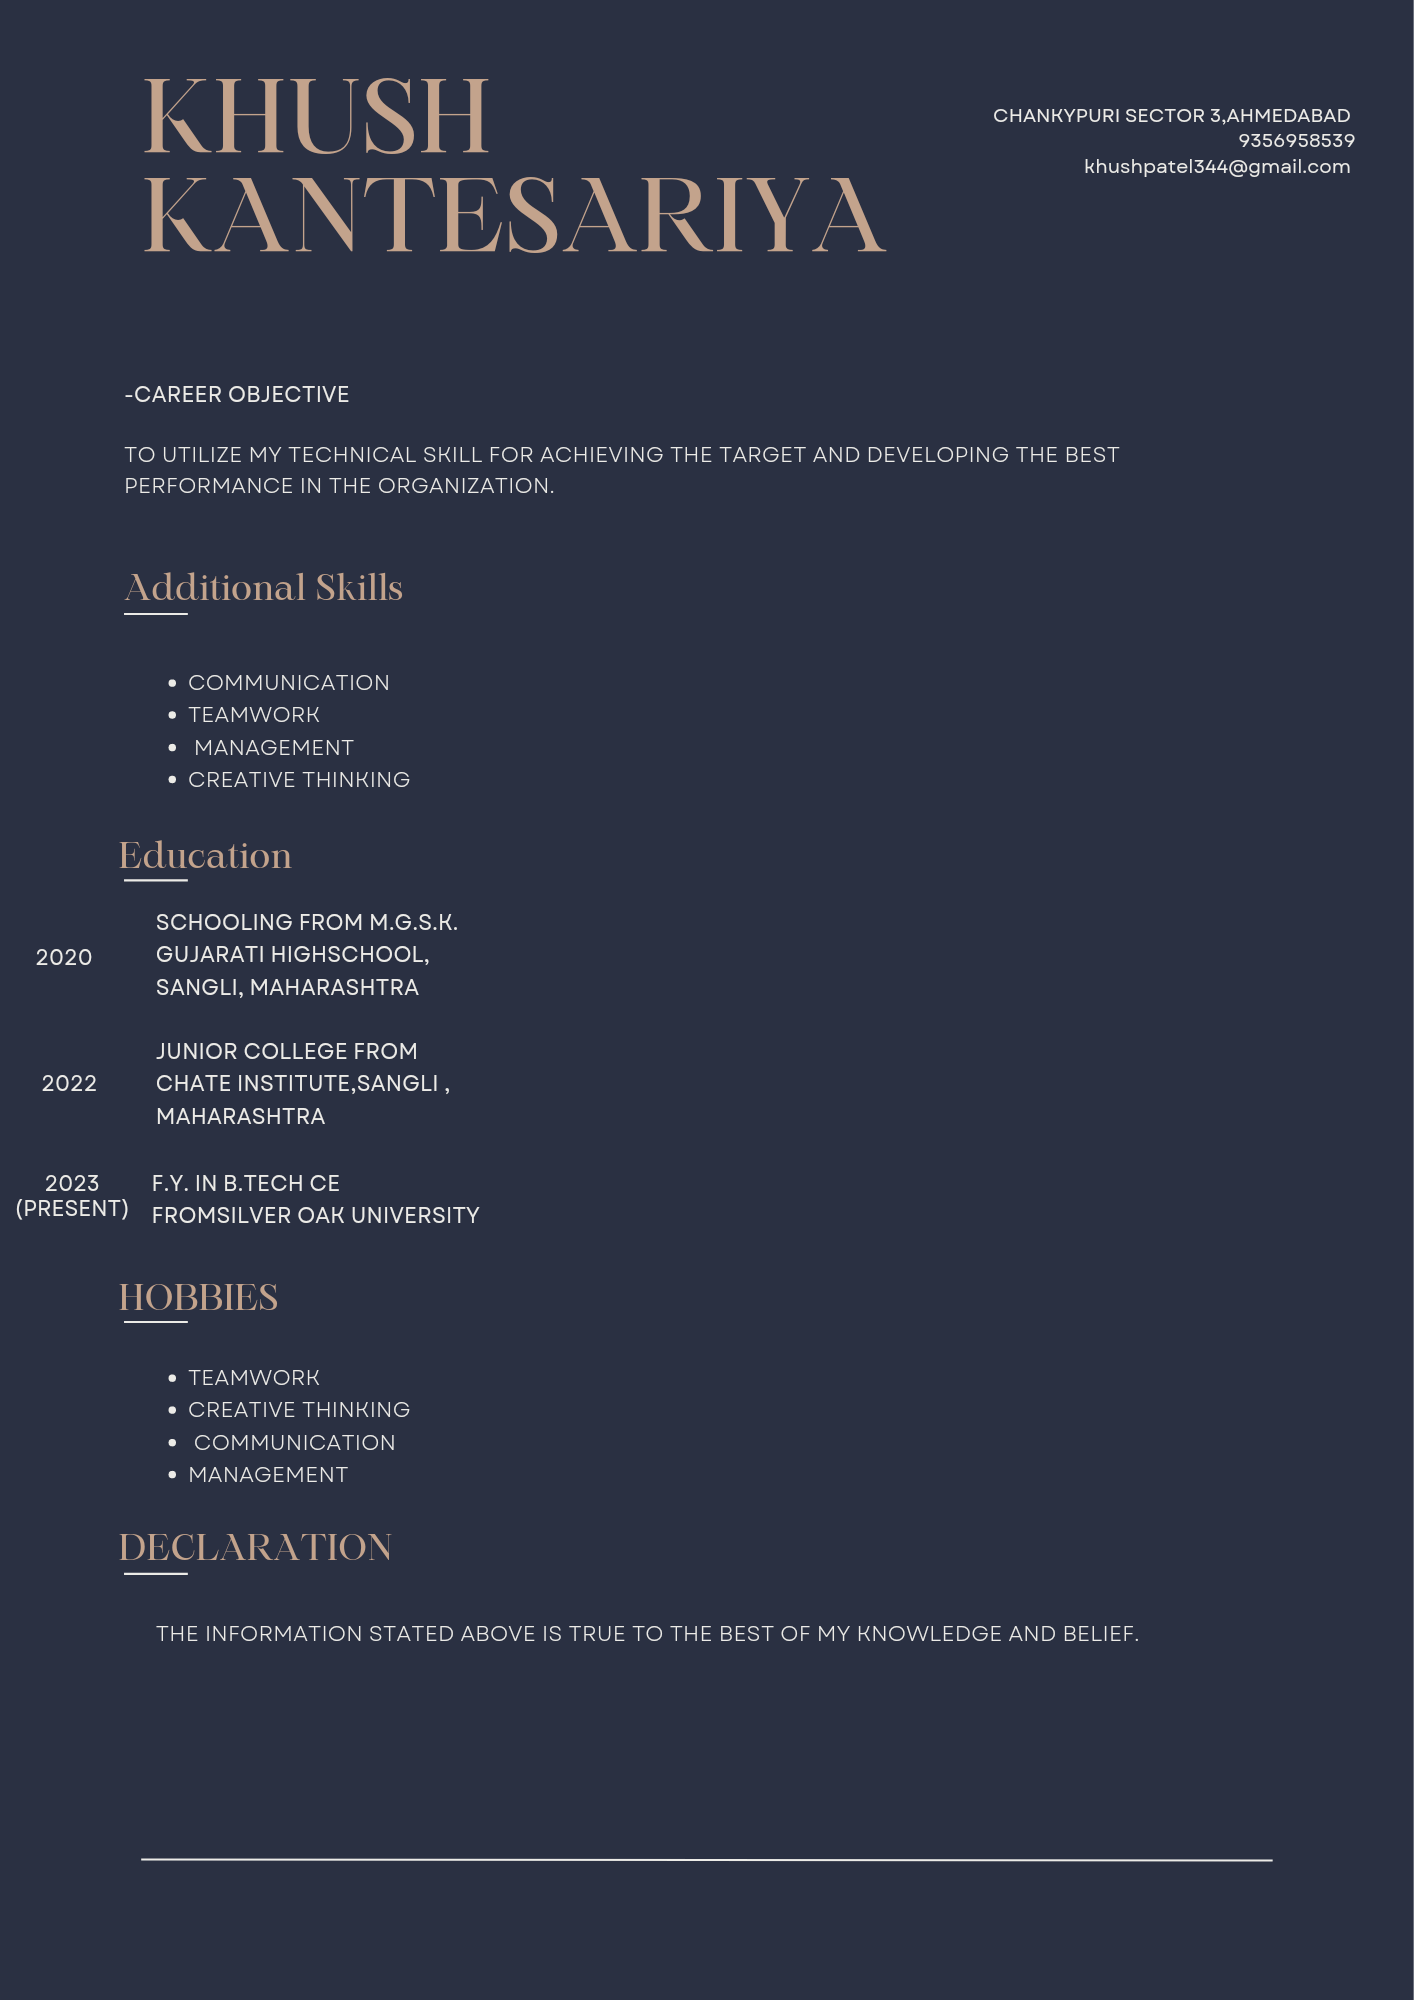 KHUSH
KANTESARIYA
CHANKYPURI SECTOR 3,AHMEDABAD
9356958539
khushpatel344@gmail.com
-CAREER OBJECTIVE
TO UTILIZE MY TECHNICAL SKILL FOR ACHIEVING THE TARGET AND DEVELOPING THE BEST
PERFORMANCE IN THE ORGANIZATION.
Additional Skills
• COMMUNICATION
• TEAMWORK
• MANAGEMENT
• CREATIVE THINKING
Education
2020
SCHOOLING FROM M.G.S.K.
GUJARATI HIGHSCHOOL,
SANGLI, MAHARASHTRA
2022
JUNIOR COLLEGE FROM
CHATE INSTITUTE,SANGLI ,
MAHARASHTRA
2023
(PRESENT)
F.Y. IN B.TECH CE
FROMSILVER OAK UNIVERSITY
HOBBIES
• TEAMWORK
• CREATIVE THINKING
• COMMUNICATION
• MANAGEMENT
DECLARATION
THE INFORMATION STATED ABOVE IS TRUE TO THE BEST OF MY KNOWLEDGE AND BELIEF.